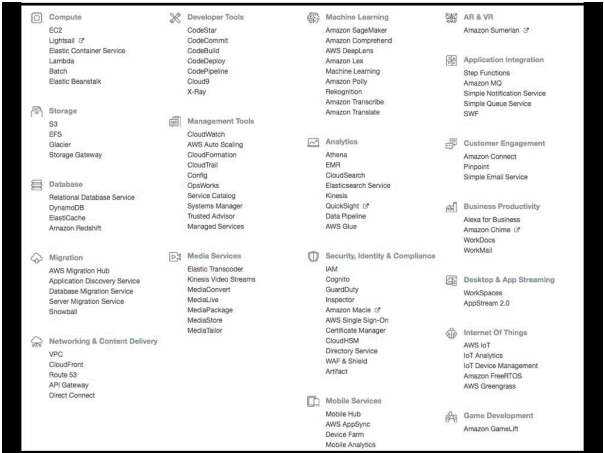 Compute
EC2
Lightsail
Elastic Container Service
Lambda
Batch
Elastic Beanstalk
Storage
S3
EFS
Glacier
Storage Gateway
Database
Relational Database Service
DynamoDB
ElastiCache
Amazon Redshift
Migration
AWS Migration Hub
Application Discovery Service
Database Migration Service
Server Migration Service
Snowball
Networking & Content Delivery
VPC
CloudFront
Route 53
API Gateway
Direct Connect
Developer Tools
CodeStar
CodeCommit
CodeBuild
CodeDeploy
CodePipeline
Cloud9
X-Ray
Management Tools
CloudWatch
AWS Auto Scaling
CloudFormation
CloudTrail
Config
OpsWorks
Service Catalog
Systems Manager
Trusted Advisor
Managed Services
Media Services
Elastic Transcoder
Kinesis Video Streams
MediaConvert
MediaLive
MediaPackage
MediaStore
MediaTailor
Machine Learning
Amazon SageMaker
Amazon Comprehend
AWS DeepLens
Amazon Lex
Machine Learning
Amazon Polly
Rekognition
Amazon Transcribe
Amazon Translate
Analytics
Athena
EMR
CloudSearch
Elasticsearch Service
Kinesis
QuickSight
Data Pipeline
AWS Glue
Security, Identity & Compliance
IAM
Cognito
GuardDuty
Inspector
Amazon Macie
AWS Single Sign-On
Certificate Manager
CloudHSM
Directory Service
WAF & Shield
Artifact
Mobile Services
Mobile Hub
AWS AppSync
Device Farm
Mobile Analytics
AR & VR
Amazon Sumerian
Application Integration
Step Functions
Amazon MQ
Simple Notification Service
Simple Queue Service
SWF
Customer Engagement
Amazon Connect
Pinpoint
Simple Email Service
Business Productivity
Alexa for Business
Amazon Chime
WorkDocs
WorkMail
Desktop & App Streaming
WorkSpaces
AppStream 2.0
Internet Of Things
AWS IoT
IoT Analytics
IoT Device Management
Amazon FreeRTOS
AWS Greengrass
Game Development
Amazon GameLift